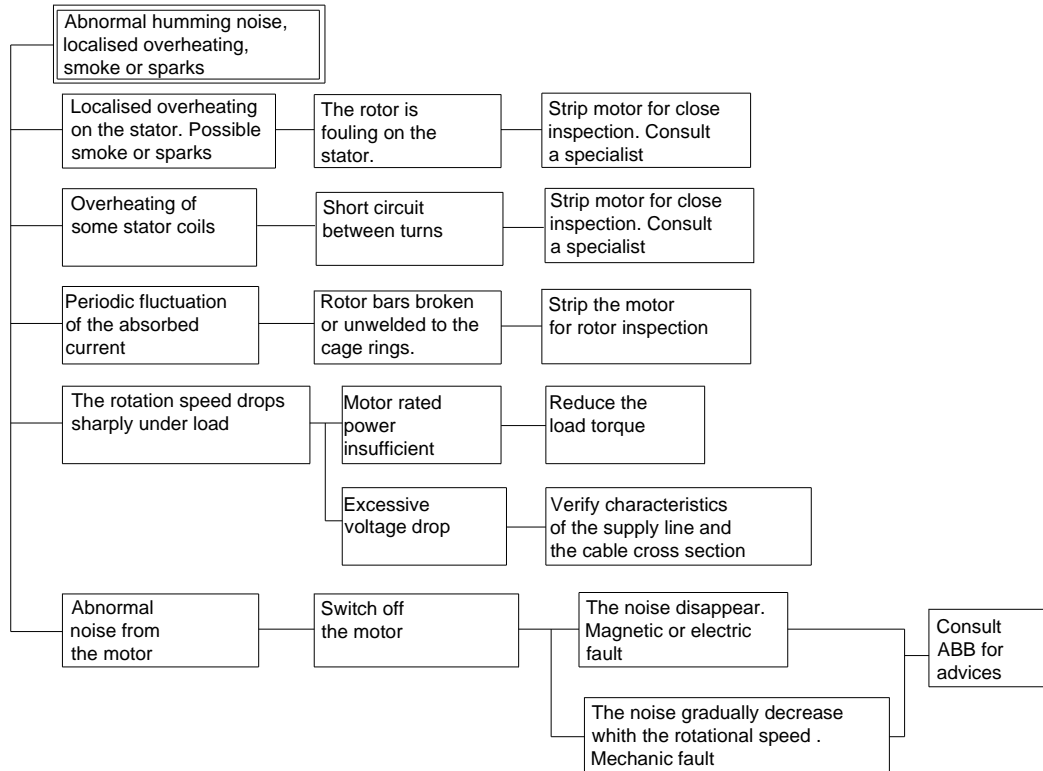 Abnormal humming noise,
localised overheating,
smoke or sparks
Localised overheating
on the stator. Possible
smoke or sparks
The rotor is
fouling on the
stator.
Strip motor for close
inspection. Consult
a specialist
Overheating of
some stator coils
Short circuit
between turns
Strip motor for close
inspection. Consult
a specialist
Periodic fluctuation
of the absorbed
current
Rotor bars broken
or unwelded to the
cage rings.
Strip the motor
for rotor inspection
The rotation speed drops
sharply under load
Motor rated
power
insufficient
Reduce the
load torque
Excessive
voltage drop
Verify characteristics
of the supply line and
the cable cross section
Abnormal
noise from
the motor
Switch off
the motor
The noise disappear.
Magnetic or electric
fault
The noise gradually decrease
whith the rotational speed .
Mechanic fault
Consult
ABB for
advices